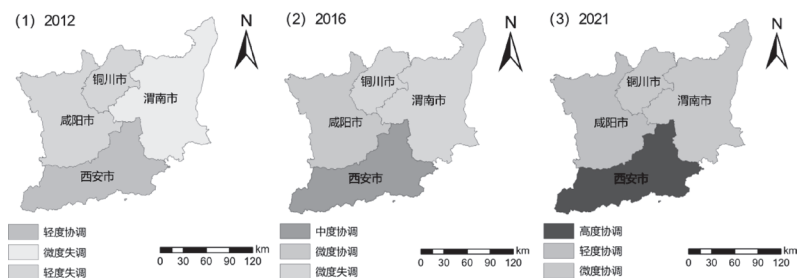 (1) 2012
N
铜川市
渭南市
咸阳市
西安市
轻度协调
微度失调
轻度失调
km
0 30 60 90 120
(2) 2016
N
铜川市
渭南市
咸阳市
西安市
中度协调
微度协调
微度失调
km
0 30 60 90 120
(3) 2021
N
铜川市
渭南市
咸阳市
西安市
高度协调
轻度协调
微度协调
km
0 30 60 90 120